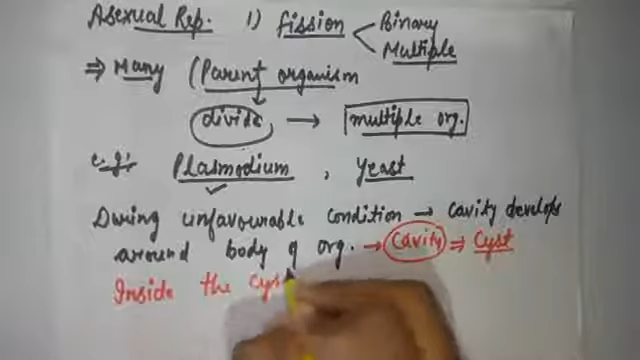 Asexual Rep. 1) fission Binary
Multiple
⇒ Many (Parent organism
divide → multiple org.
e.g:, Plasmodium, yeast
During unfavourable condition → cavity develops
around body of org. → Cavity ⇒ Cyst
Inside the cys